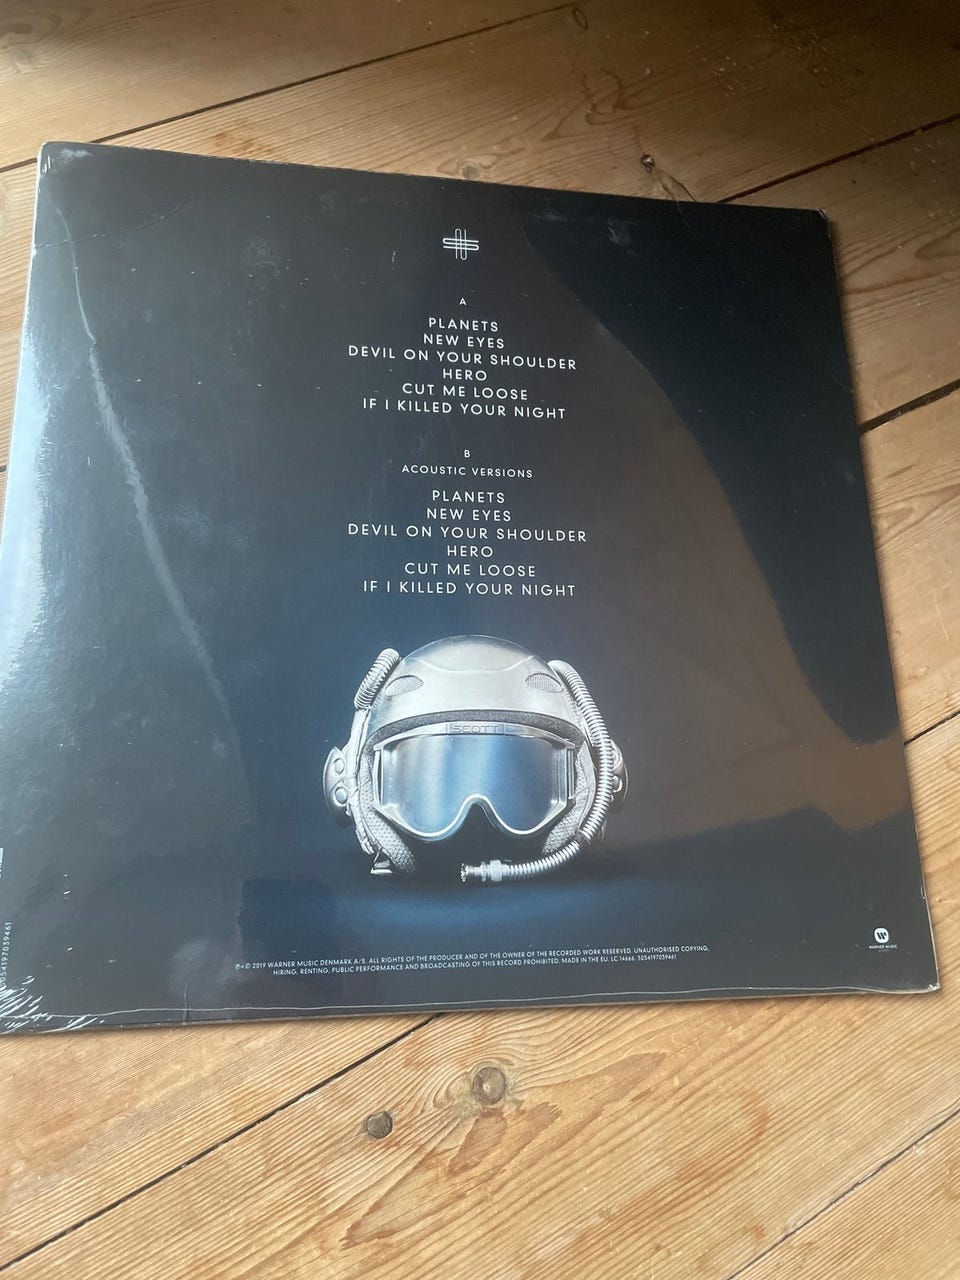 A
PLANETS
NEW EYES
DEVIL ON YOUR SHOULDER
HERO
CUT ME LOOSE
IF I KILLED YOUR NIGHT
B
ACOUSTIC VERSIONS
PLANETS
NEW EYES
DEVIL ON YOUR SHOULDER
HERO
CUT ME LOOSE
IF I KILLED YOUR NIGHT
SCOTT
℗+© 2019 WARNER MUSIC DENMARK A/S. ALL RIGHTS OF THE PRODUCER AND OF THE OWNER OF THE RECORDED WORK RESERVED. UNAUTHORISED COPYING,
HIRING, RENTING, PUBLIC PERFORMANCE AND BROADCASTING OF THIS RECORD PROHIBITED. MADE IN THE EU. LC 14666. 5054197039461
WARNER MUSIC
5054197039461